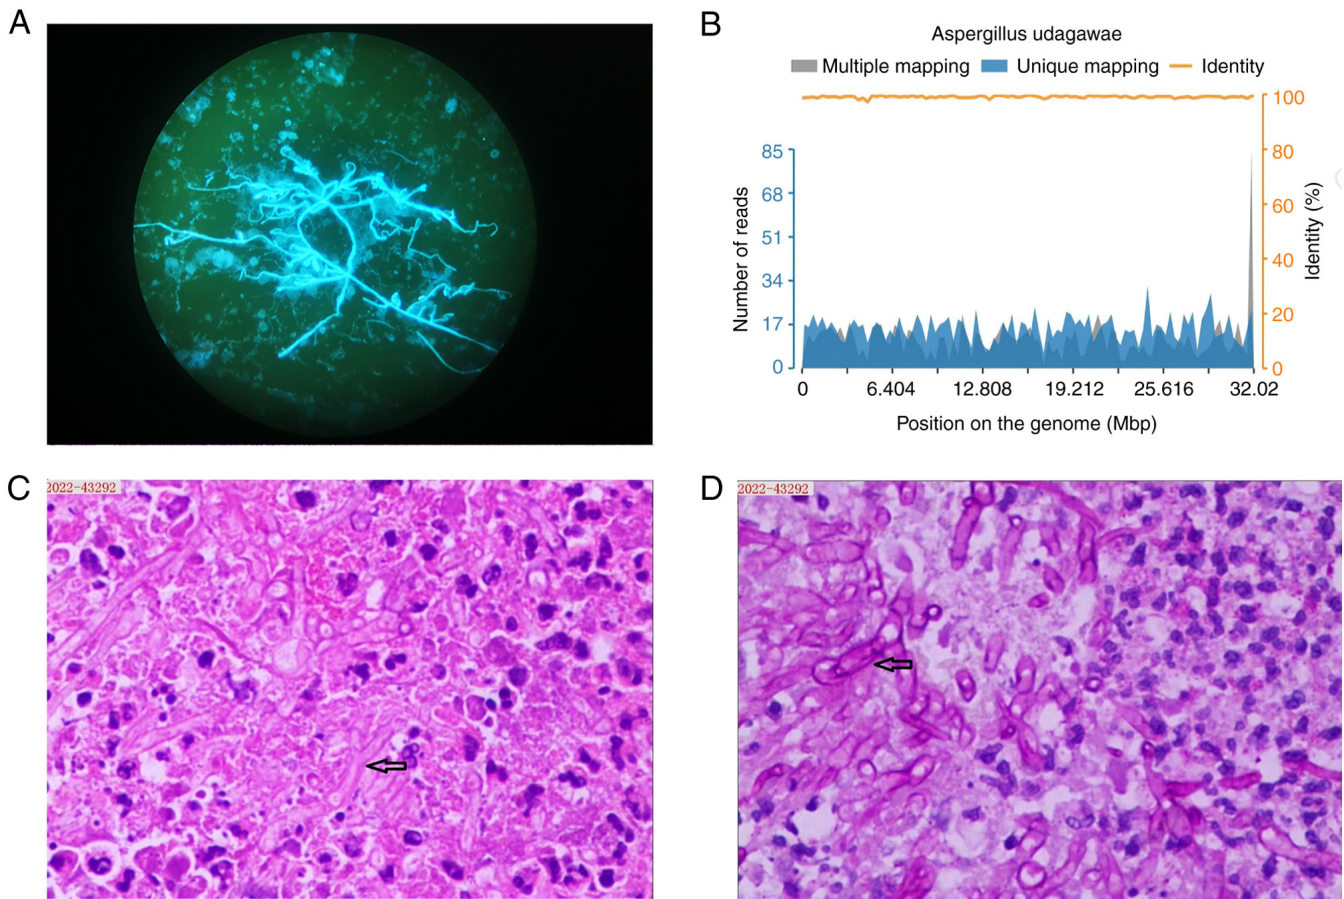 A
B
Aspergillus udagawae
Multiple mapping
Unique mapping
Identity
85
68
51
34
17
0
Number of reads
100
80
60
40
20
0
Identity (%)
0
6.404
12.808
19.212
25.616
32.02
Position on the genome (Mbp)
C
2022-43292
D
2022-43292